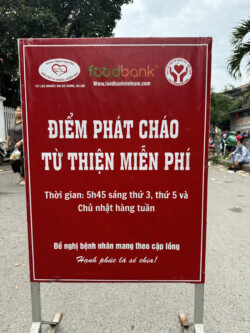 foodbank®
www.foodbankvietnam.com
ĐIỂM PHÁT CHÁO
TỪ THIỆN MIỄN PHÍ
Thời gian: 5h45 sáng thứ 3, thứ 5 và
Chủ nhật hàng tuần
Đề nghị bệnh nhân mang theo cặp lồng
Hạnh phúc là sẻ chia!